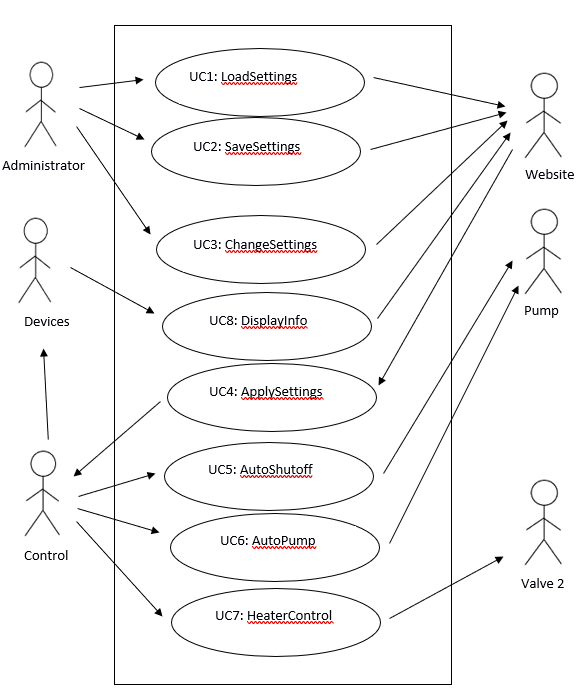 UC1: LoadSettings
UC2: SaveSettings
Administrator
Website
UC3: ChangeSettings
Devices
UC8: DisplayInfo
Pump
UC4: ApplySettings
UC5: AutoShutoff
UC6: AutoPump
Control
Valve 2
UC7: HeaterControl